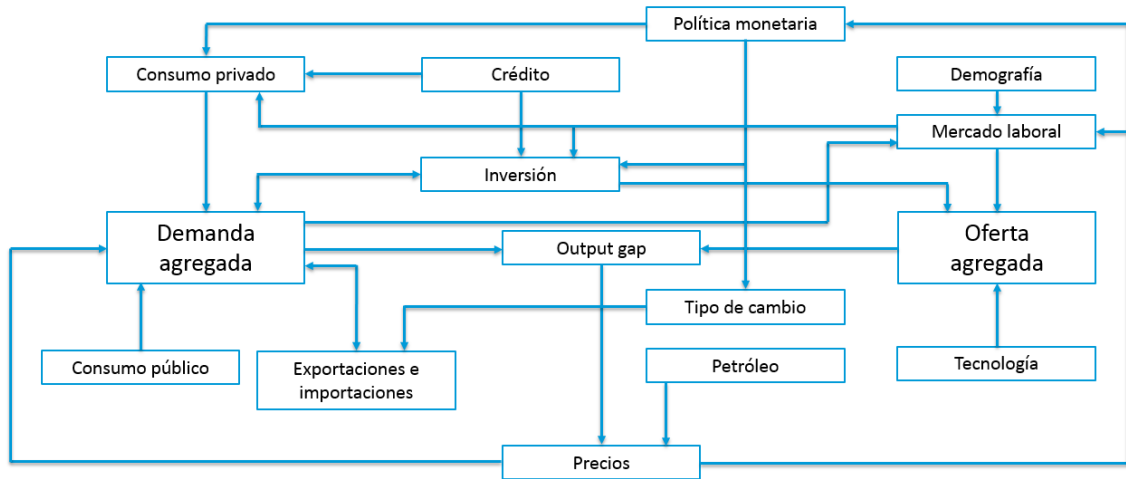 Política monetaria
Consumo privado
Crédito
Demografía
Mercado laboral
Inversión
Demanda
agregada
Output gap
Oferta
agregada
Tipo de cambio
Consumo público
Exportaciones e
importaciones
Petróleo
Tecnología
Precios